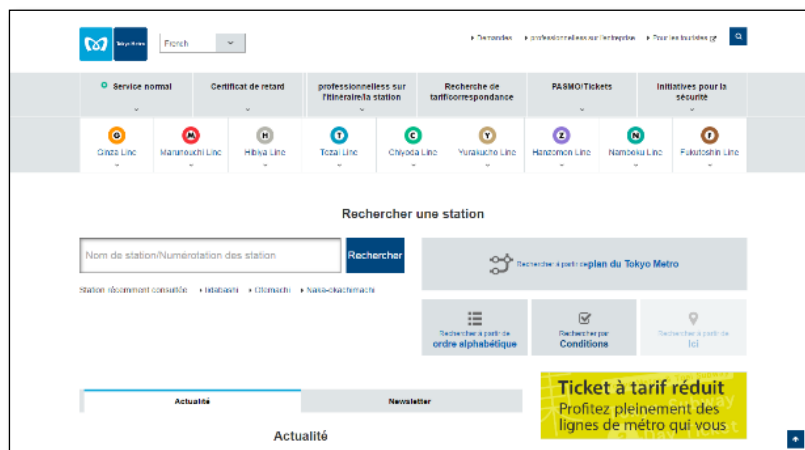 Tokyo Metro
French
Demandes
professionnelless sur l'entreprise
Pour les touristes
Service normal
Certificat de retard
professionnelless sur l'itinéraire/la station
Recherche de tarif/correspondance
PASMO/Tickets
Initiatives pour la sécurité
G
M
H
T
C
Y
Z
N
F
Ginza Line
Marunouchi Line
Hibiya Line
Tozai Line
Chiyoda Line
Yurakucho Line
Hanzomon Line
Namboku Line
Fukutoshin Line
Rechercher une station
Nom de station/Numérotation des station
Rechercher
Rechercher à partir de plan du Tokyo Metro
Station récemment consultée
Iidabashi
Otemachi
Naka-okachimachi
Rechercher à partir de
ordre alphabétique
Rechercher par
Conditions
Rechercher à partir de
Ici
Actualité
Newsletter
Ticket à tarif réduit
Profitez pleinement des
lignes de métro qui vous
Actualité